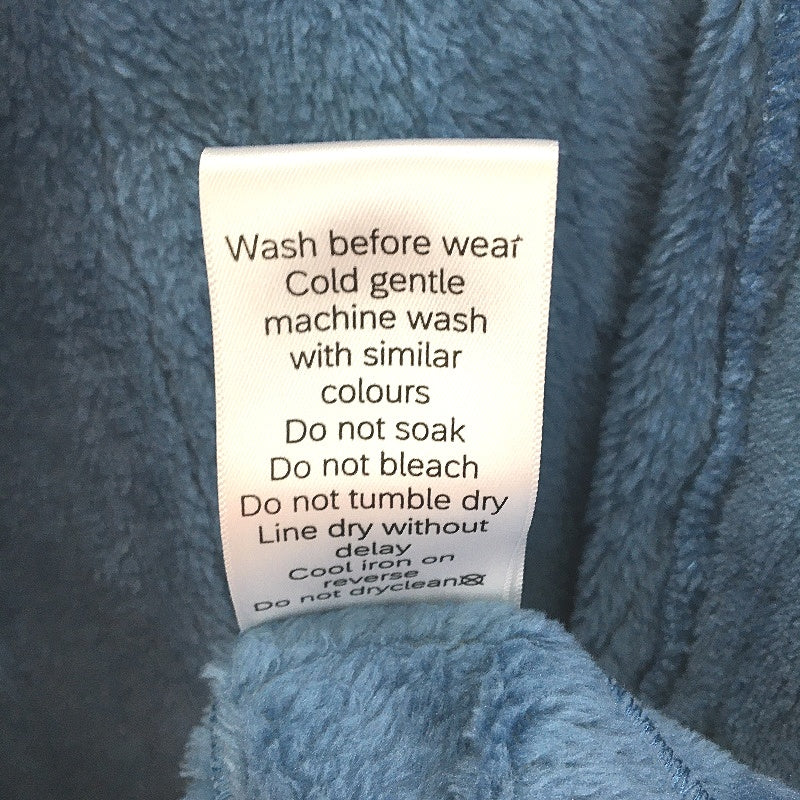 Wash before wear
Cold gentle
machine wash
with similar
colours
Do not soak
Do not bleach
Do not tumble dry
Line dry without
delay
Cool iron on
reverse
Do not dryclean